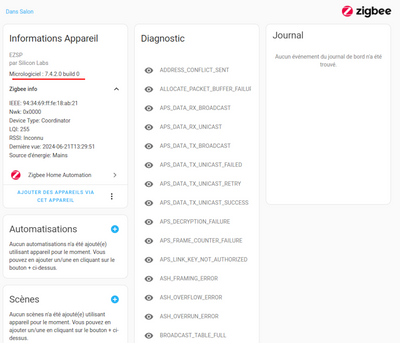 Dans Salon
zigbee
Informations Appareil
EZSP
par Silicon Labs
Micrologiciel : 7.4.2.0 build 0
Zigbee info
IEEE: 94:34:69:ff:fe:18:ab:21
Nwk: 0x0000
Device Type: Coordinator
LQI: 255
RSSI: Inconnu
Dernière vue: 2024-06-21T13:29:51
Source d'énergie: Mains
Zigbee Home Automation
AJOUTER DES APPAREILS VIA
CET APPAREIL
Automatisations
Aucun automatisations n'a été ajouté(e)
utilisant appareil pour le moment. Vous
pouvez en ajouter un/une en cliquant sur le
bouton + ci-dessus.
Scènes
Aucun scènes n'a été ajouté(e) utilisant
appareil pour le moment. Vous pouvez en
ajouter un/une en cliquant sur le bouton +
ci-dessus.
Diagnostic
ADDRESS_CONFLICT_SENT
ALLOCATE_PACKET_BUFFER_FAILUI
APS_DATA_RX_BROADCAST
APS_DATA_RX_UNICAST
APS_DATA_TX_BROADCAST
APS_DATA_TX_UNICAST_FAILED
APS_DATA_TX_UNICAST_RETRY
APS_DATA_TX_UNICAST_SUCCESS
APS_DECRYPTION_FAILURE
APS_FRAME_COUNTER_FAILURE
APS_LINK_KEY_NOT_AUTHORIZED
ASH_FRAMING_ERROR
ASH_OVERFLOW_ERROR
ASH_OVERRUN_ERROR
BROADCAST_TABLE_FULL
Journal
Aucun événement du journal de bord n'a été
trouvé.